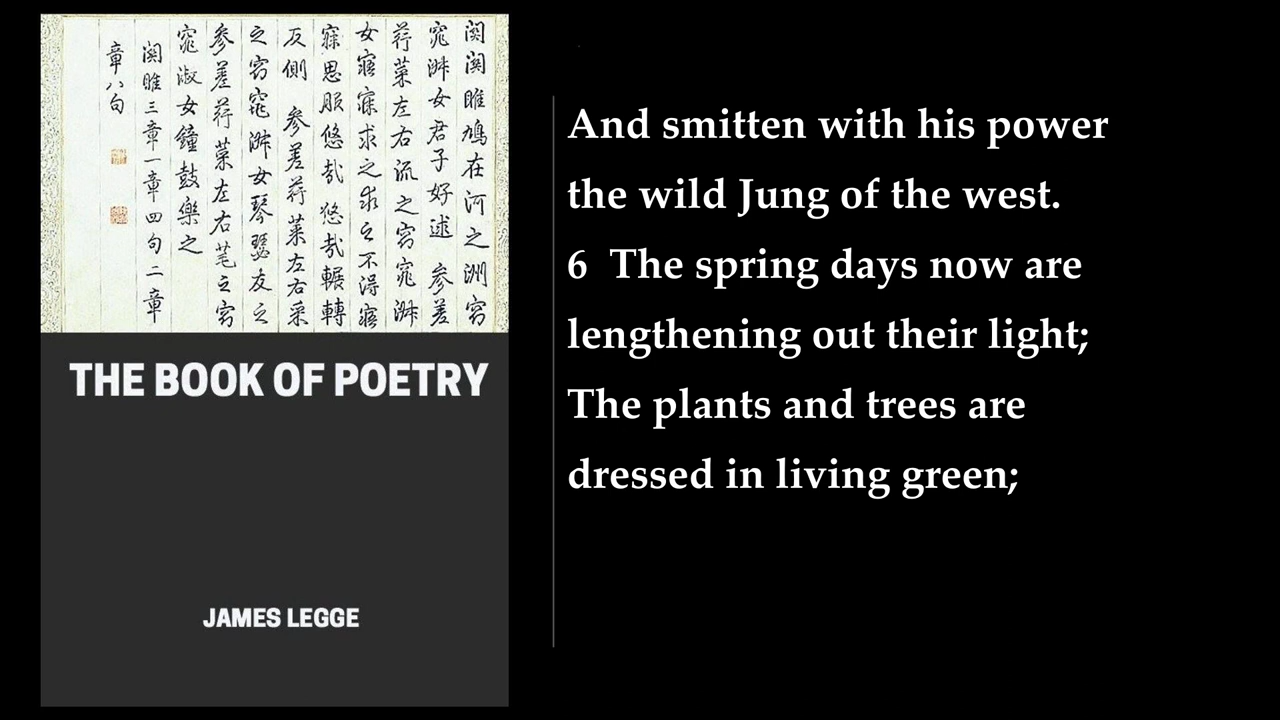 关关雎鳩在河之洲窈
窕淑女君子好逑 參差
荇菜左右流之窈窕淑
女寤寐求之求之不得寤
寐思服悠哉悠哉輾轉
反側 參差荇菜左右采
之窈窕淑女琴瑟友之
參差荇菜左右芼之窈
窕淑女鐘鼓樂之
关雎三章一章四句二章
章八句
THE BOOK OF POETRY
JAMES LEGGE
And smitten with his power
the wild Jung of the west.
6 The spring days now are
lengthening out their light;
The plants and trees are
dressed in living green;